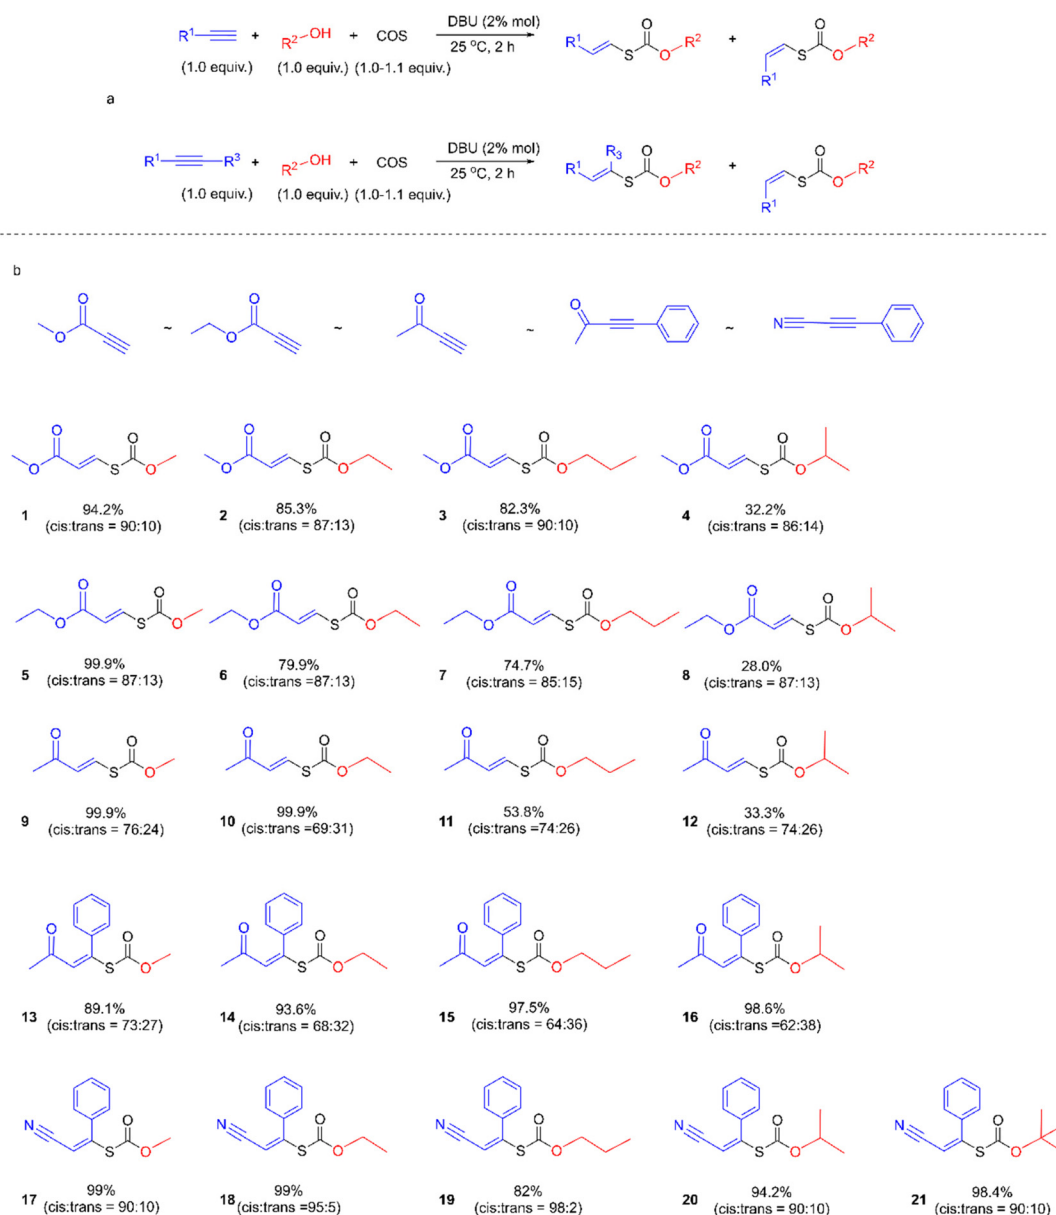 R¹ + R²-OH + COS DBU (2% mol) 25 °C, 2 h R¹ S O O R² + R¹ S O O R²
(1.0 equiv.) (1.0 equiv.) (1.0-1.1 equiv.)
a
R¹ R³ + R²-OH + COS DBU (2% mol) 25 °C, 2 h R¹ R₃ S O O R² + R¹ S O O R²
(1.0 equiv.) (1.0 equiv.) (1.0-1.1 equiv.)
b
O O ~ O O ~ O ~ O ~ N
O O S O O O O S O O O O S O O O O S O O
1 94.2% (cis:trans = 90:10)
2 85.3% (cis:trans = 87:13)
3 82.3% (cis:trans = 90:10)
4 32.2% (cis:trans = 86:14)
O O S O O O O S O O O O S O O O O S O O
5 99.9% (cis:trans = 87:13)
6 79.9% (cis:trans =87:13)
7 74.7% (cis:trans = 85:15)
8 28.0% (cis:trans = 87:13)
O S O O O S O O O S O O O S O O
9 99.9% (cis:trans = 76:24)
10 99.9% (cis:trans =69:31)
11 53.8% (cis:trans =74:26)
12 33.3% (cis:trans = 74:26)
O S O O O S O O O S O O O S O O
13 89.1% (cis:trans = 73:27)
14 93.6% (cis:trans = 68:32)
15 97.5% (cis:trans = 64:36)
16 98.6% (cis:trans =62:38)
N S O O N S O O N S O O N S O O N S O O
17 99% (cis:trans = 90:10)
18 99% (cis:trans =95:5)
19 82% (cis:trans = 98:2)
20 94.2% (cis:trans = 90:10)
21 98.4% (cis:trans = 90:10)